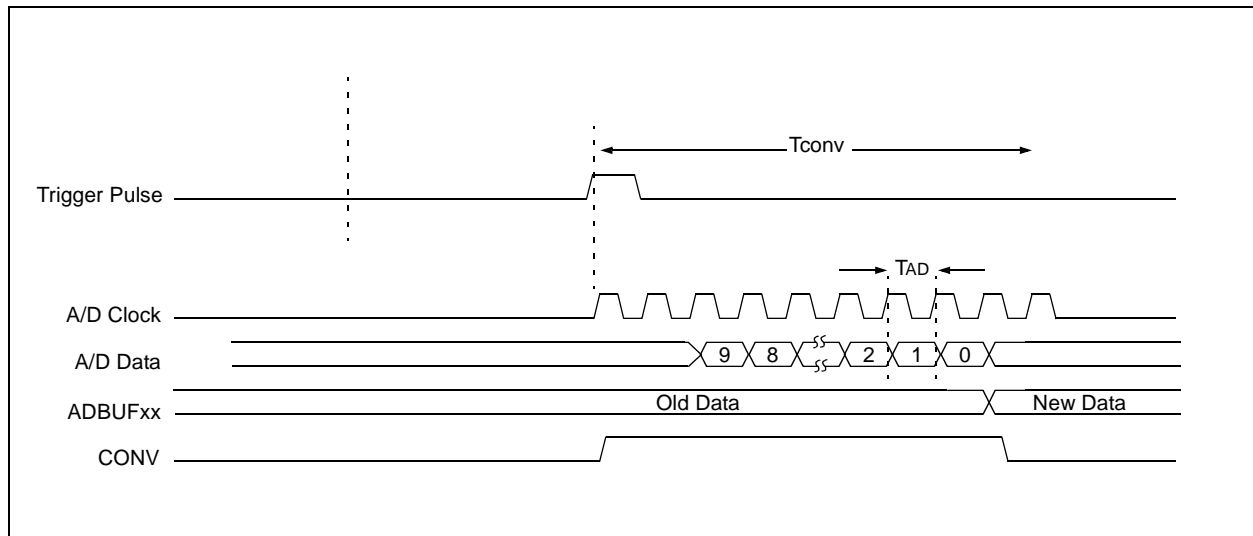 Tconv
Trigger Pulse
TAD
A/D Clock
A/D Data
9 8 2 1 0
ADBUFxx
Old Data
New Data
CONV